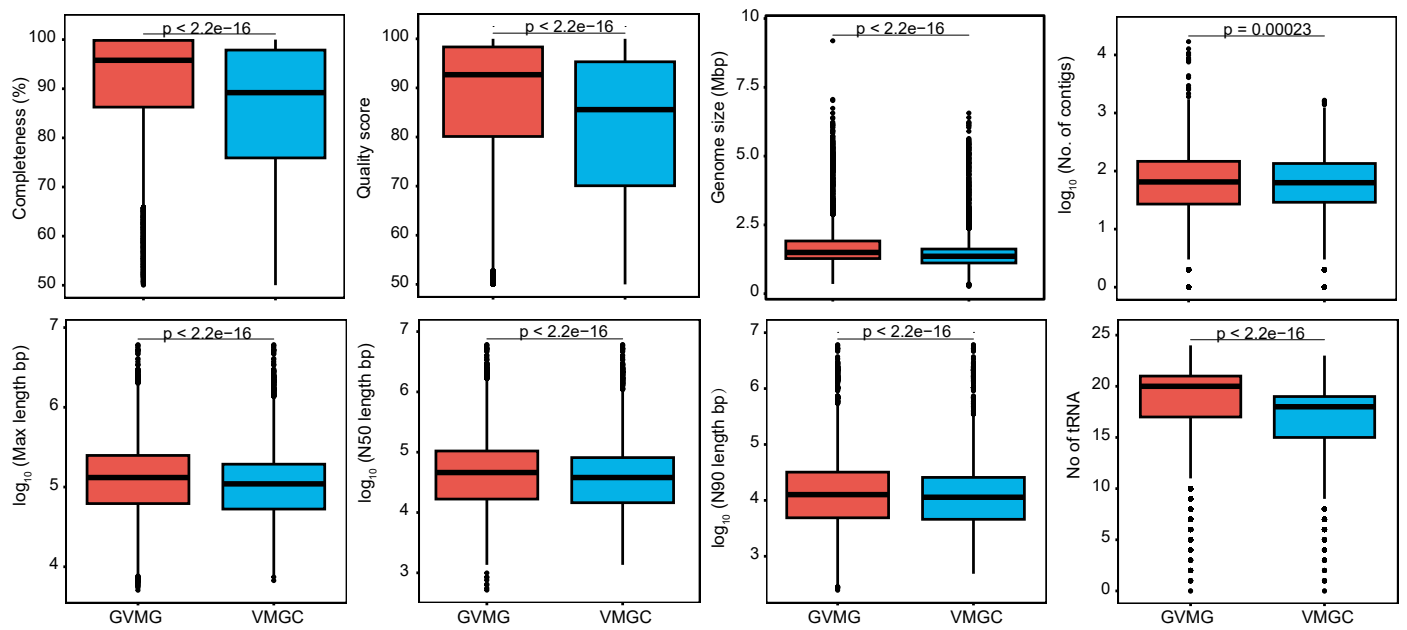 p < 2.2e−16
Completeness (%)
100
90
80
70
60
50
p < 2.2e−16
Quality score
100
90
80
70
60
50
p < 2.2e−16
Genome size (Mbp)
10
7.5
5.0
2.5
0
p = 0.00023
log10 (No. of contigs)
4
3
2
1
0
p < 2.2e−16
log10 (Max length bp)
7
6
5
4
GVMG VMGC
p < 2.2e−16
log10 (N50 length bp)
7
6
5
4
3
GVMG VMGC
p < 2.2e−16
log10 (N90 length bp)
7
6
5
4
3
GVMG VMGC
p < 2.2e−16
No of tRNA
25
20
15
10
5
0
GVMG VMGC